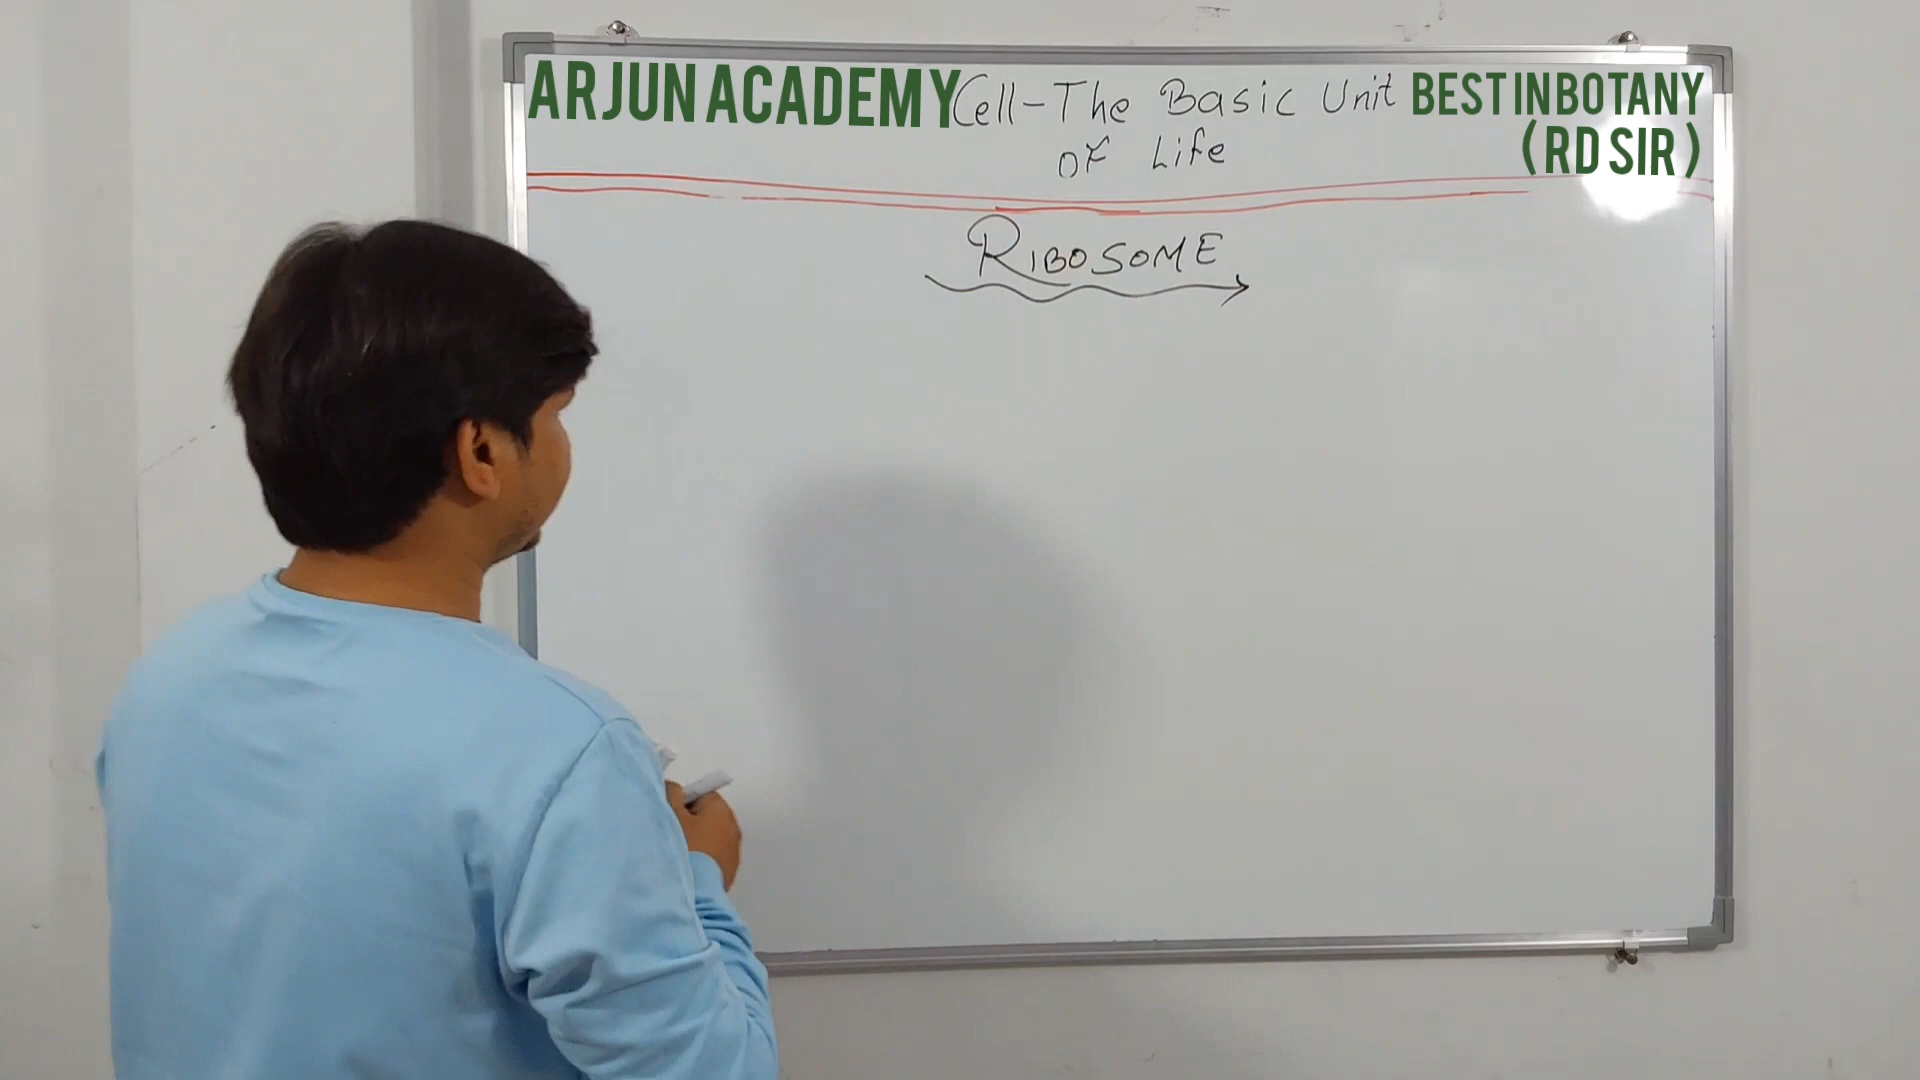 ARJUN ACADEMY Cell-The Basic Unit BEST IN BOTANY
of Life (RD SIR)
RIBOSOME